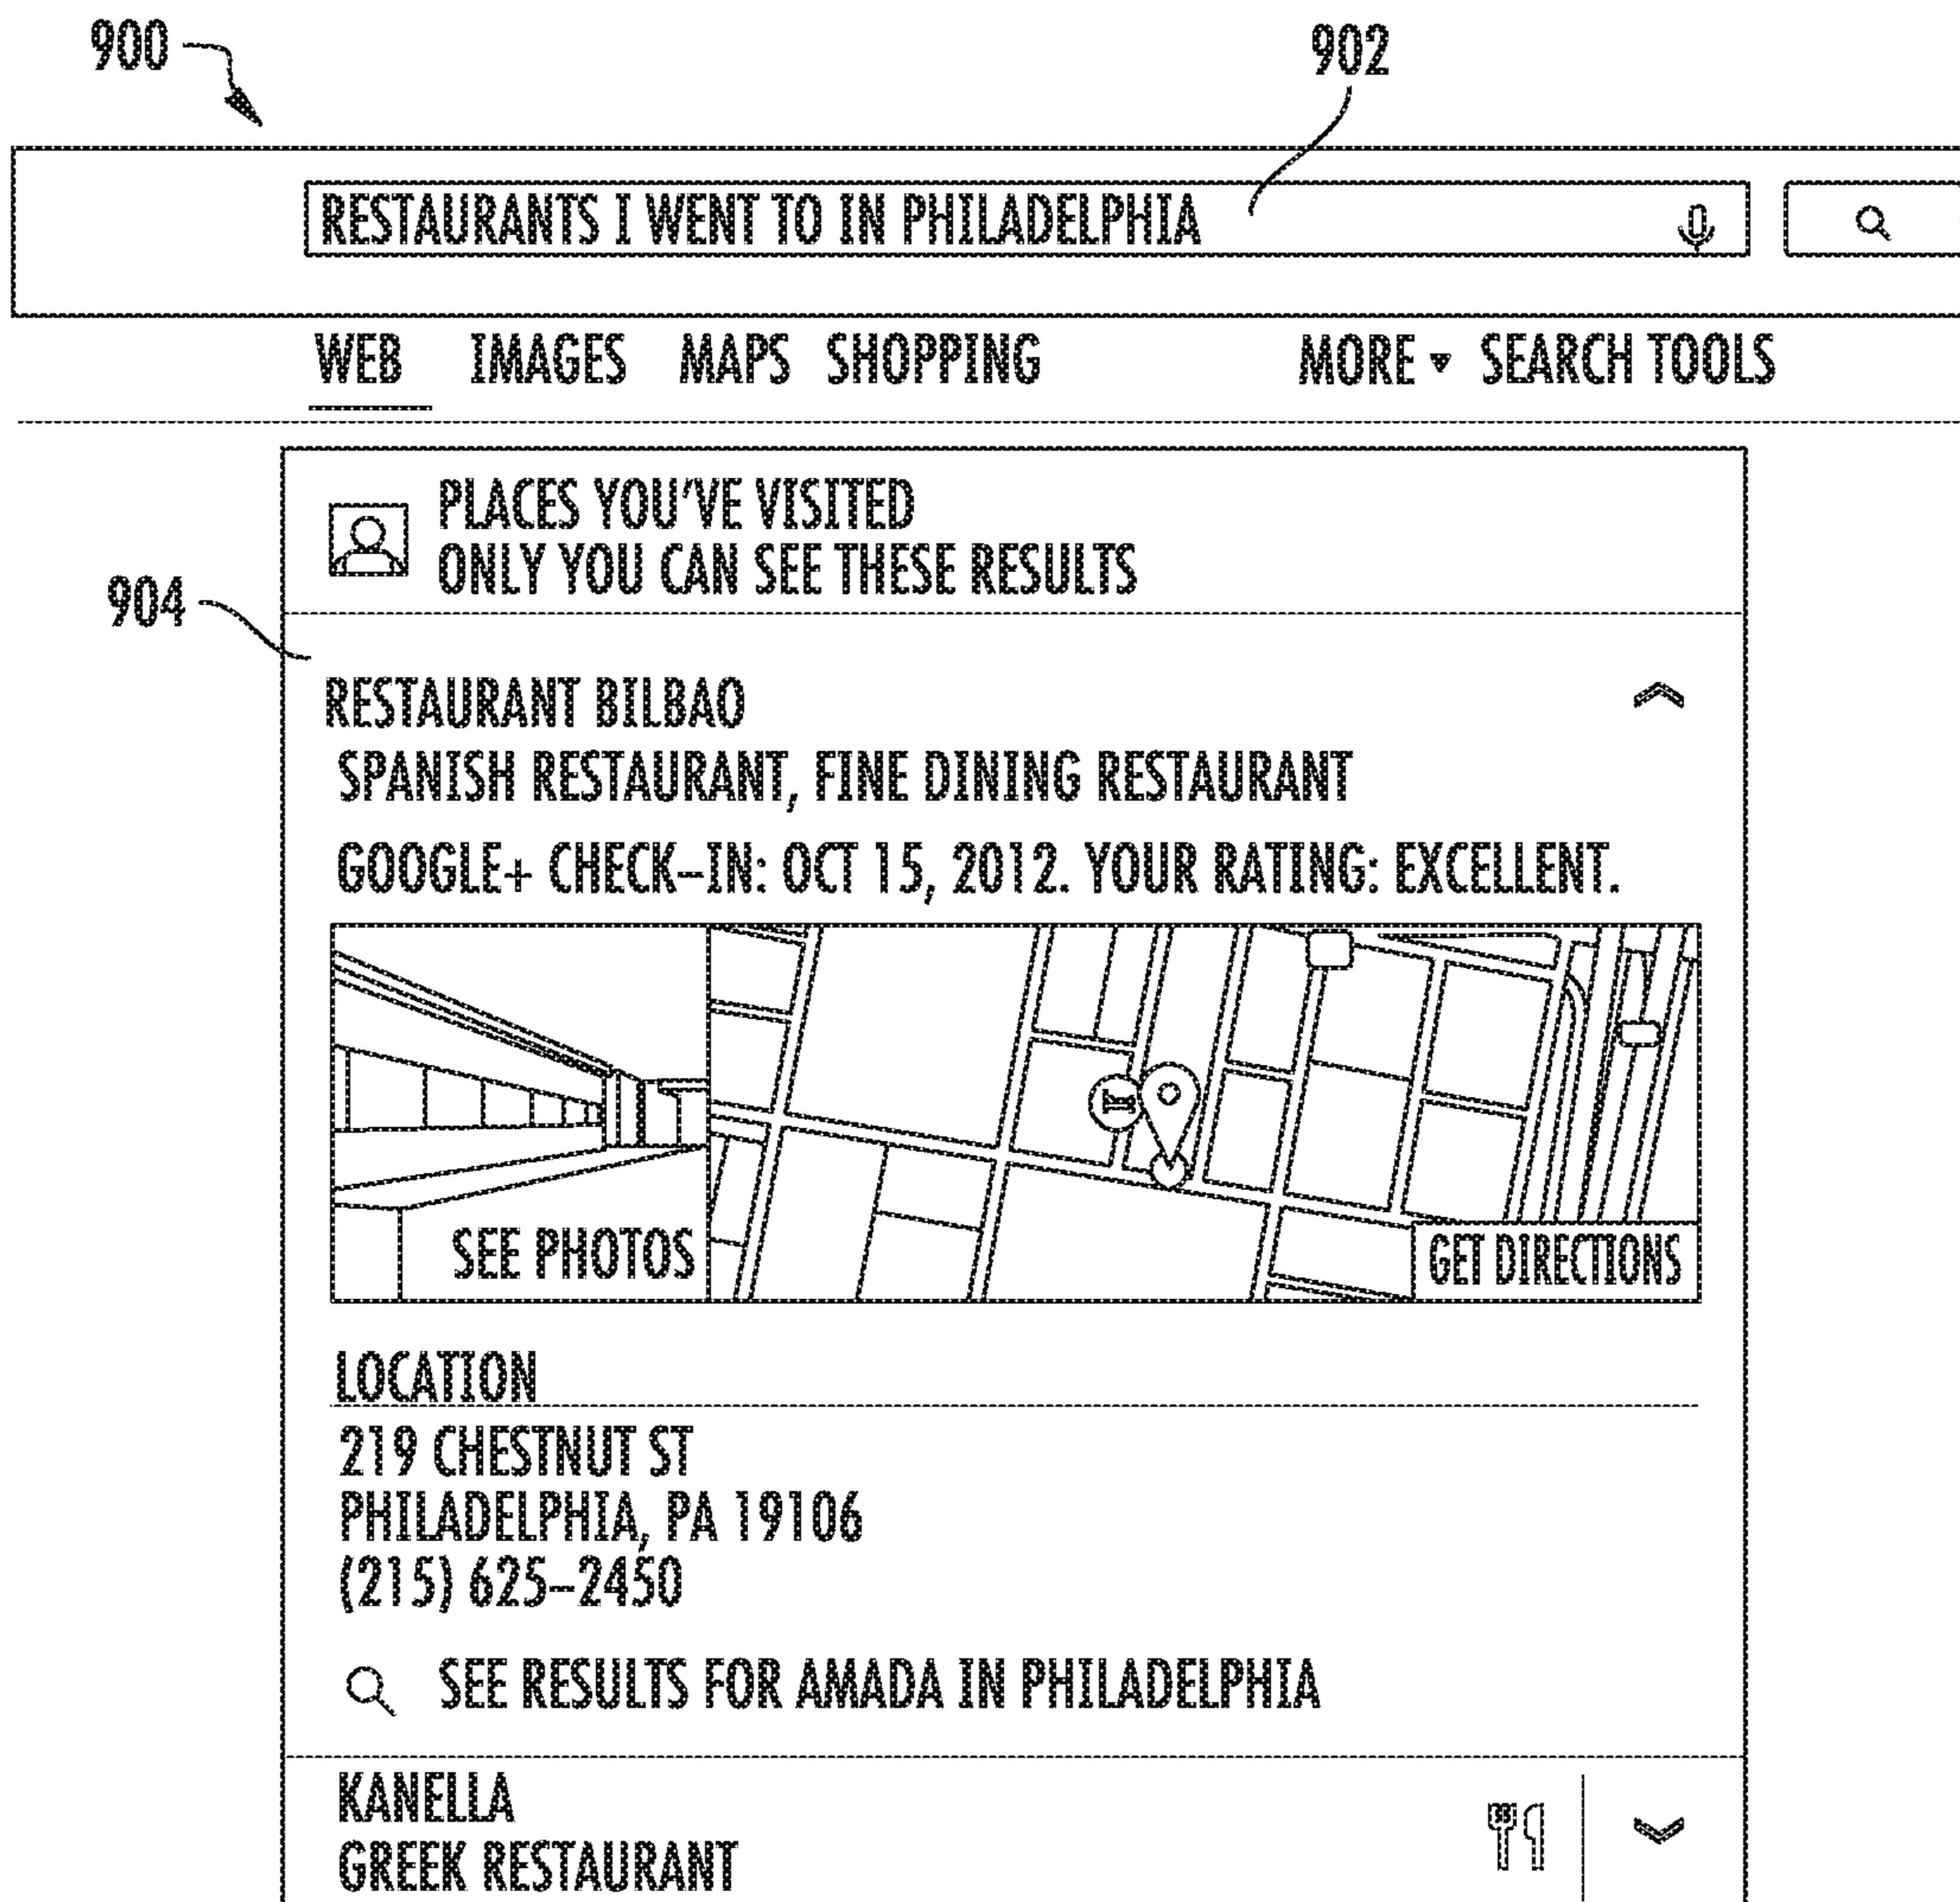 900
902
RESTAURANTS I WENT TO IN PHILADELPHIA
WEB IMAGES MAPS SHOPPING MORE ▾ SEARCH TOOLS
PLACES YOU'VE VISITED
ONLY YOU CAN SEE THESE RESULTS
904
RESTAURANT BILBAO
SPANISH RESTAURANT, FINE DINING RESTAURANT
GOOGLE+ CHECK–IN: OCT 15, 2012. YOUR RATING: EXCELLENT.
SEE PHOTOS
GET DIRECTIONS
LOCATION
219 CHESTNUT ST
PHILADELPHIA, PA 19106
(215) 625–2450
SEE RESULTS FOR AMADA IN PHILADELPHIA
KANELLA
GREEK RESTAURANT